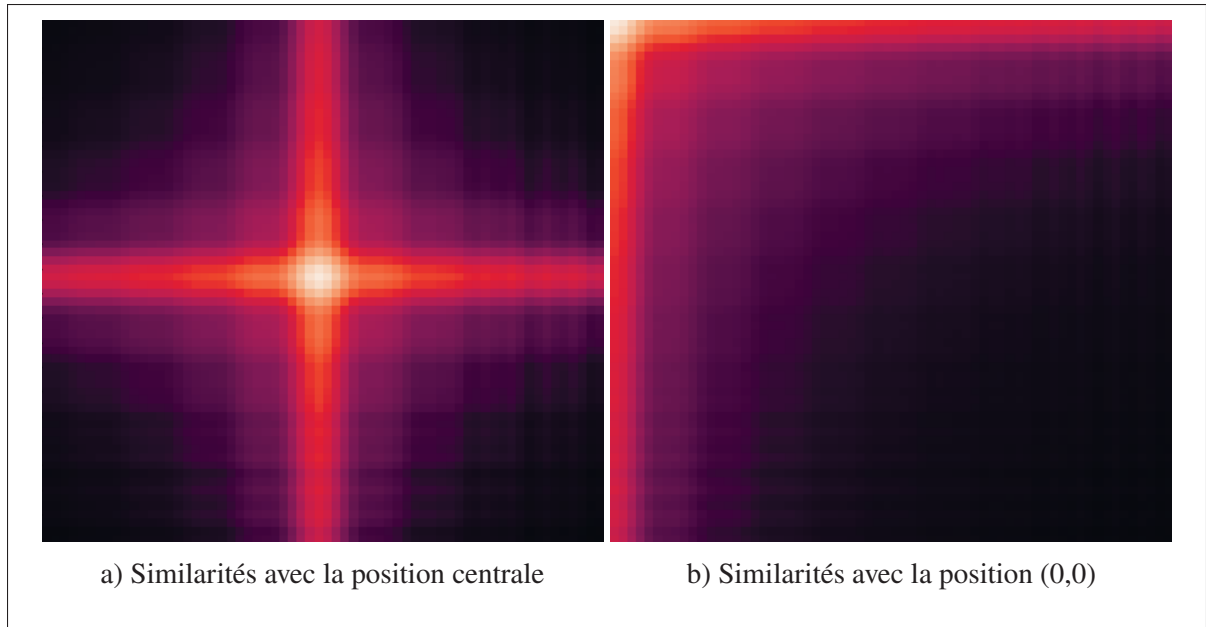 a) Similarités avec la position centrale
b) Similarités avec la position (0,0)